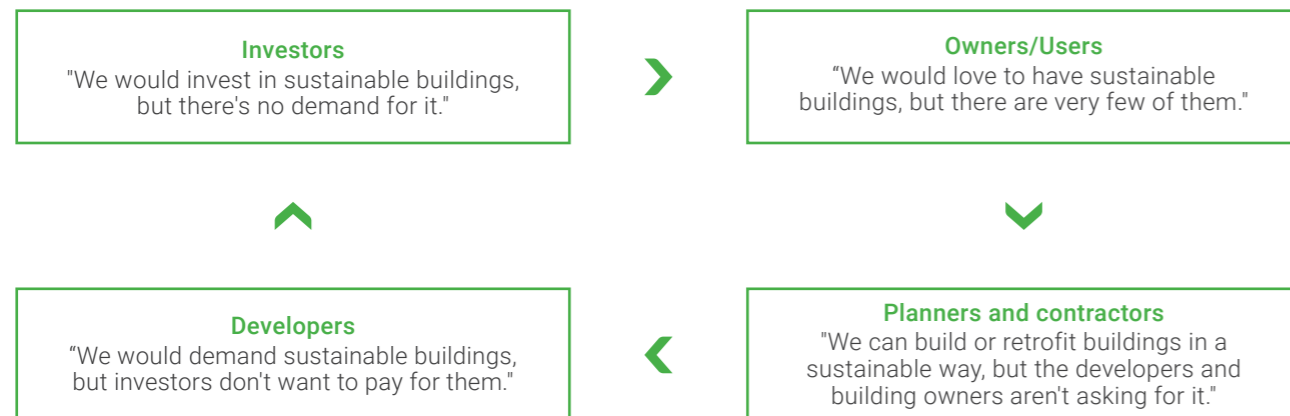 Investors
"We would invest in sustainable buildings,
but there's no demand for it."
Owners/Users
“We would love to have sustainable
buildings, but there are very few of them."
Developers
“We would demand sustainable buildings,
but investors don't want to pay for them."
Planners and contractors
"We can build or retrofit buildings in a
sustainable way, but the developers and
building owners aren't asking for it."